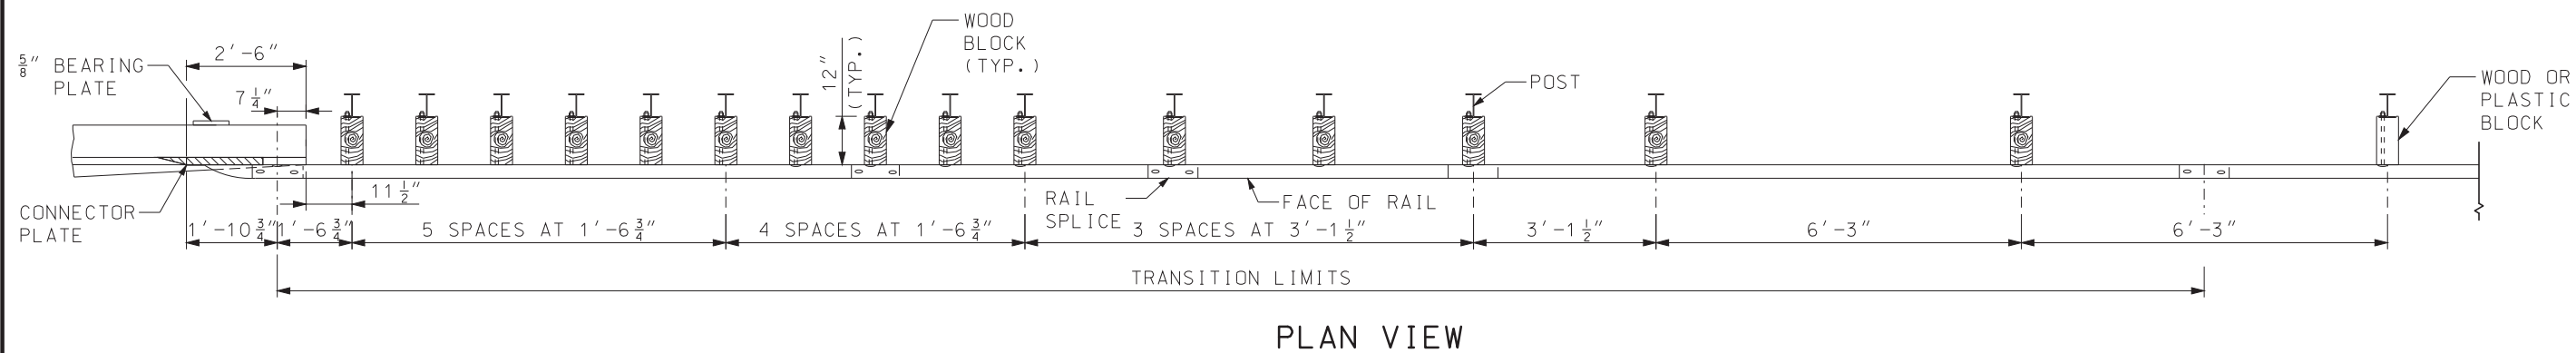 2'-6"
5/8" BEARING
PLATE
7 1/4"
12"
(TYP.)
WOOD
BLOCK
(TYP.)
POST
WOOD OR
PLASTIC
BLOCK
11 1/2"
CONNECTOR
PLATE
RAIL
SPLICE
FACE OF RAIL
1'-10 3/4"
1'-6 3/4"
5 SPACES AT 1'-6 3/4"
4 SPACES AT 1'-6 3/4"
3 SPACES AT 3'-1 1/2"
3'-1 1/2"
6'-3"
6'-3"
TRANSITION LIMITS
PLAN VIEW